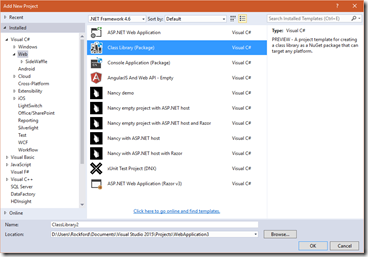 Add New Project
Recent
Installed
.NET Framework 4.6
Sort by: Default
Search Installed Templates (Ctrl+E)
Visual C#
Windows
Web
SideWaffle
Android
Cloud
Cross-Platform
Extensibility
iOS
LightSwitch
Office/SharePoint
Reporting
Silverlight
Test
WCF
Workflow
Visual Basic
JavaScript
Visual F#
Visual C++
SQL Server
DataFactory
HDInsight
Online
ASP.NET Web Application Visual C#
Class Library (Package) Visual C#
Console Application (Package) Visual C#
AngularJS And Web API - Empty Visual C#
Nancy demo Visual C#
Nancy empty project with ASP.NET host Visual C#
Nancy empty project with ASP.NET host and Razor Visual C#
Nancy with ASP.NET host Visual C#
Nancy with ASP.NET host with Razor Visual C#
xUnit Test Project (DNX) Visual C#
ASP.NET Web Application (Razor v3) Visual C#
Click here to go online and find templates.
Type: Visual C#
PREVIEW - A project template for creating a class library as a NuGet package that can target any platform.
Name: ClassLibrary2
Location: D:\Users\Rockford\Documents\Visual Studio 2015\Projects\WebApplication3
Browse...
OK
Cancel